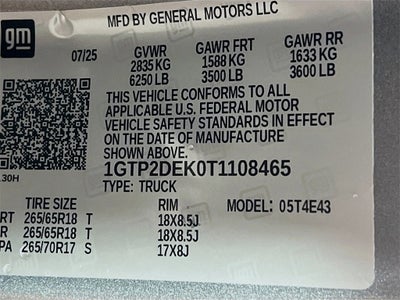 MFD BY GENERAL MOTORS LLC
gm
07/25 GVWR GAWR FRT GAWR RR
2835 KG 1588 KG 1633 KG
6250 LB 3500 LB 3600 LB
THIS VEHICLE CONFORMS TO ALL
APPLICABLE U.S. FEDERAL MOTOR
VEHICLE SAFETY STANDARDS IN EFFECT
ON THE DATE OF MANUFACTURE
SHOWN ABOVE.
1GTP2DEK0T1108465
TYPE: TRUCK
30H
TIRE SIZE RIM MODEL: 05T4E43
RT 265/65R18 T 18X8.5J
R 265/65R18 T 18X8.5J
PA 265/70R17 S 17X8J